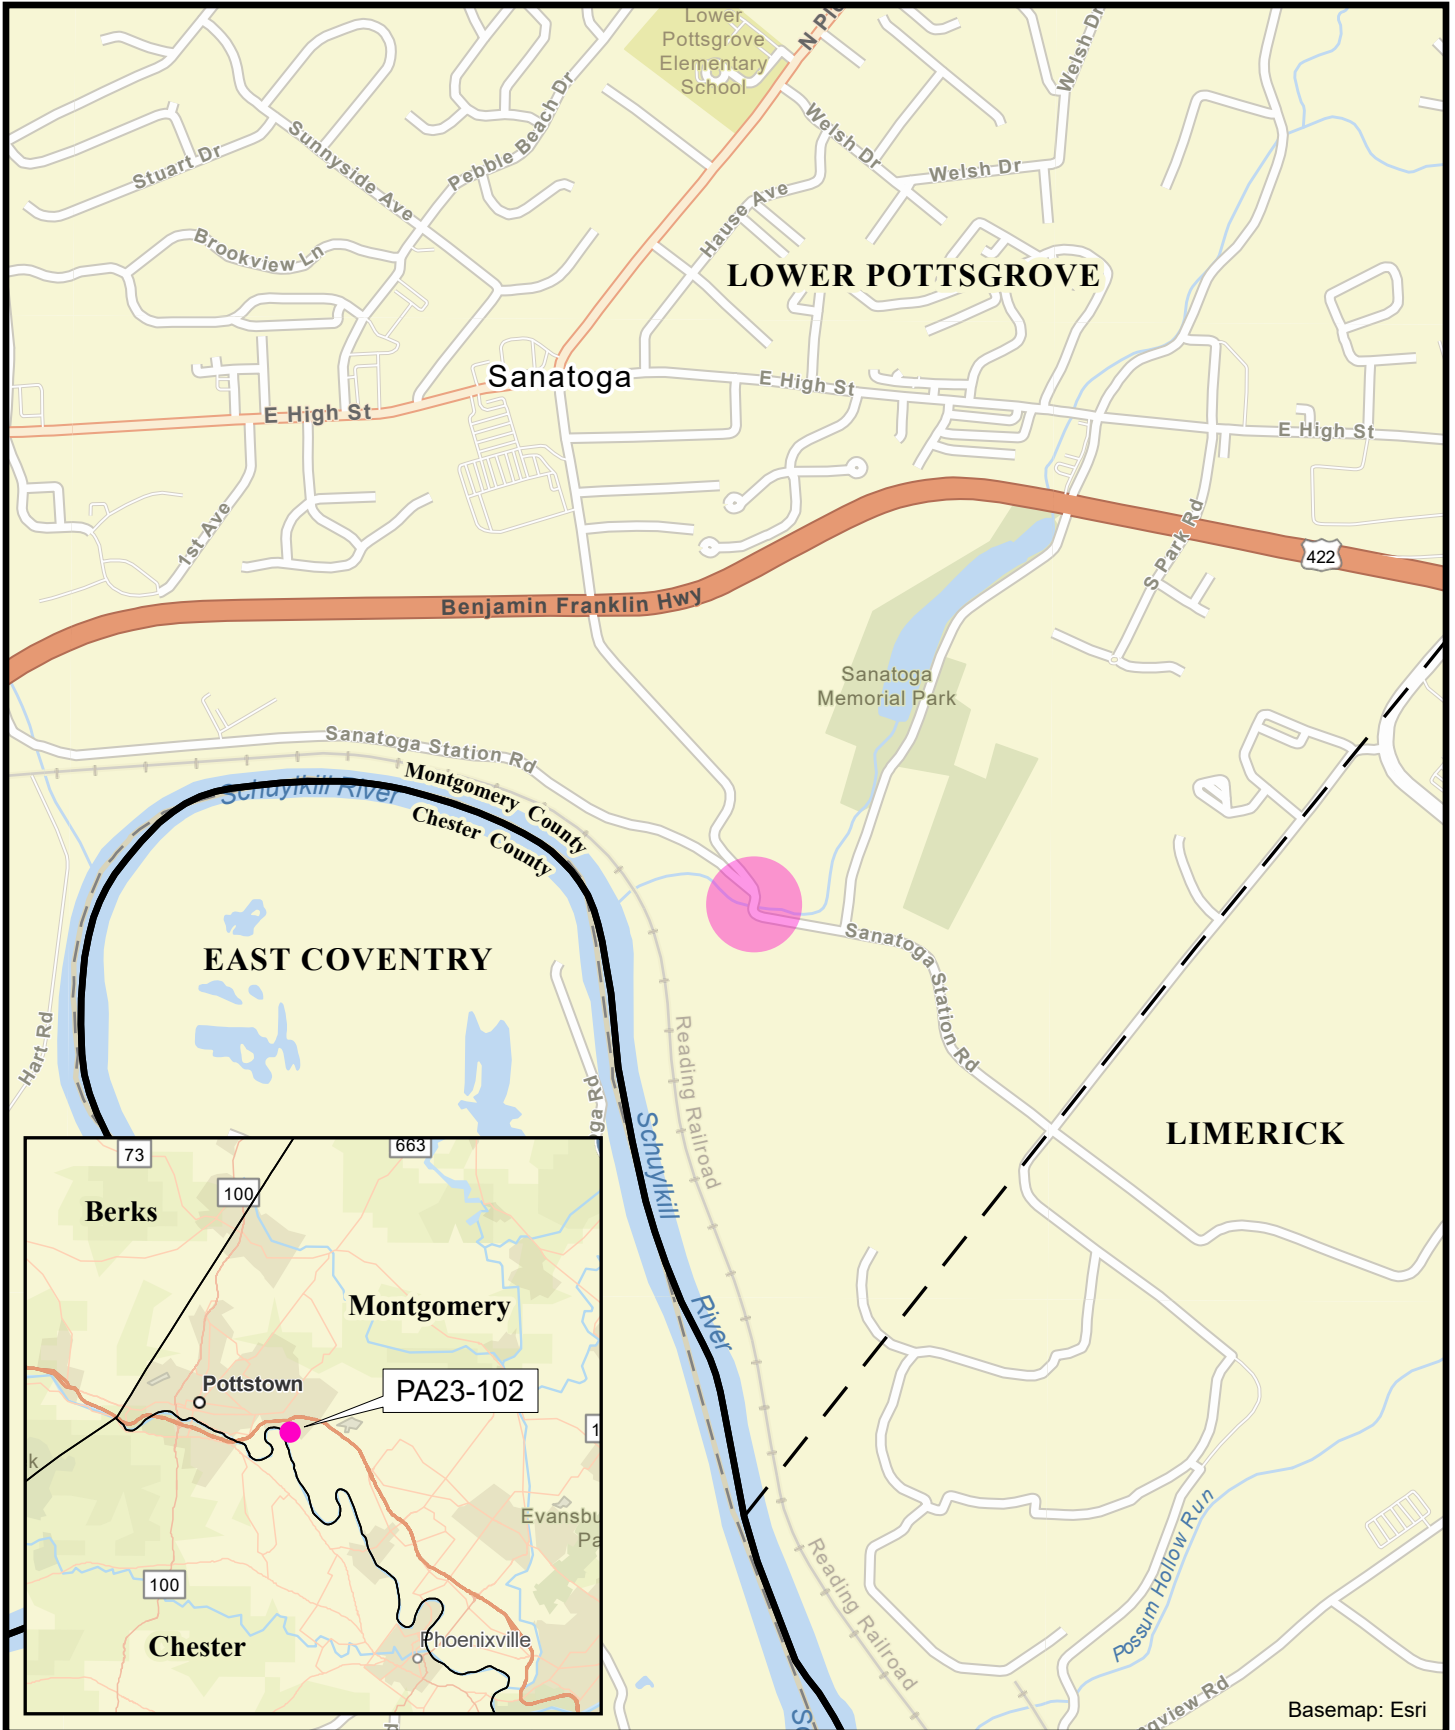 Lower
Pottsgrove
Elementary
School
Welsh Dr
Stuart Dr
Sunnyside Ave
Pebble Beach Dr
Welsh Dr
Welsh Dr
Brookview Ln
Hause Ave
LOWER POTTSGROVE
Sanatoga
E High St
E High St
E High St
1st Ave
S Park Rd
422
Benjamin Franklin Hwy
Sanatoga
Memorial Park
Sanatoga Station Rd
Schuylkill River
Montgomery County
Chester County
EAST COVENTRY
Sanatoga Station Rd
Hart Rd
Reading Railroad
Schuylkill
River
LIMERICK
73
663
100
Berks
Montgomery
Pottstown
PA23-102
Evansbu
Pa
100
Chester
Phoenixville
Reading Railroad
Possum Hollow Run
Basemap: Esri